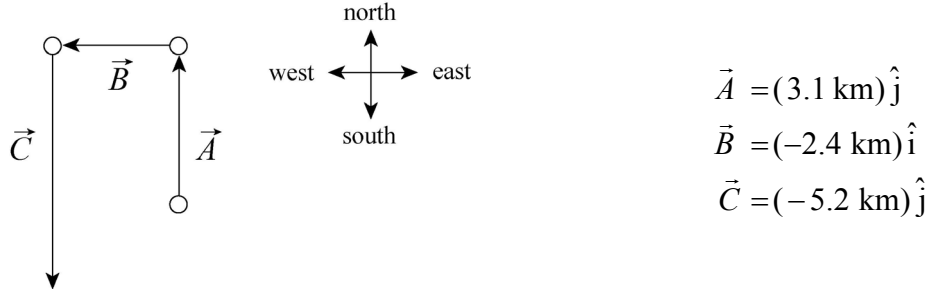 north
west
east
south
B⃗
C⃗
A⃗
A⃗ = (3.1 km) ĵ
B⃗ = (−2.4 km) î
C⃗ = (−5.2 km) ĵ